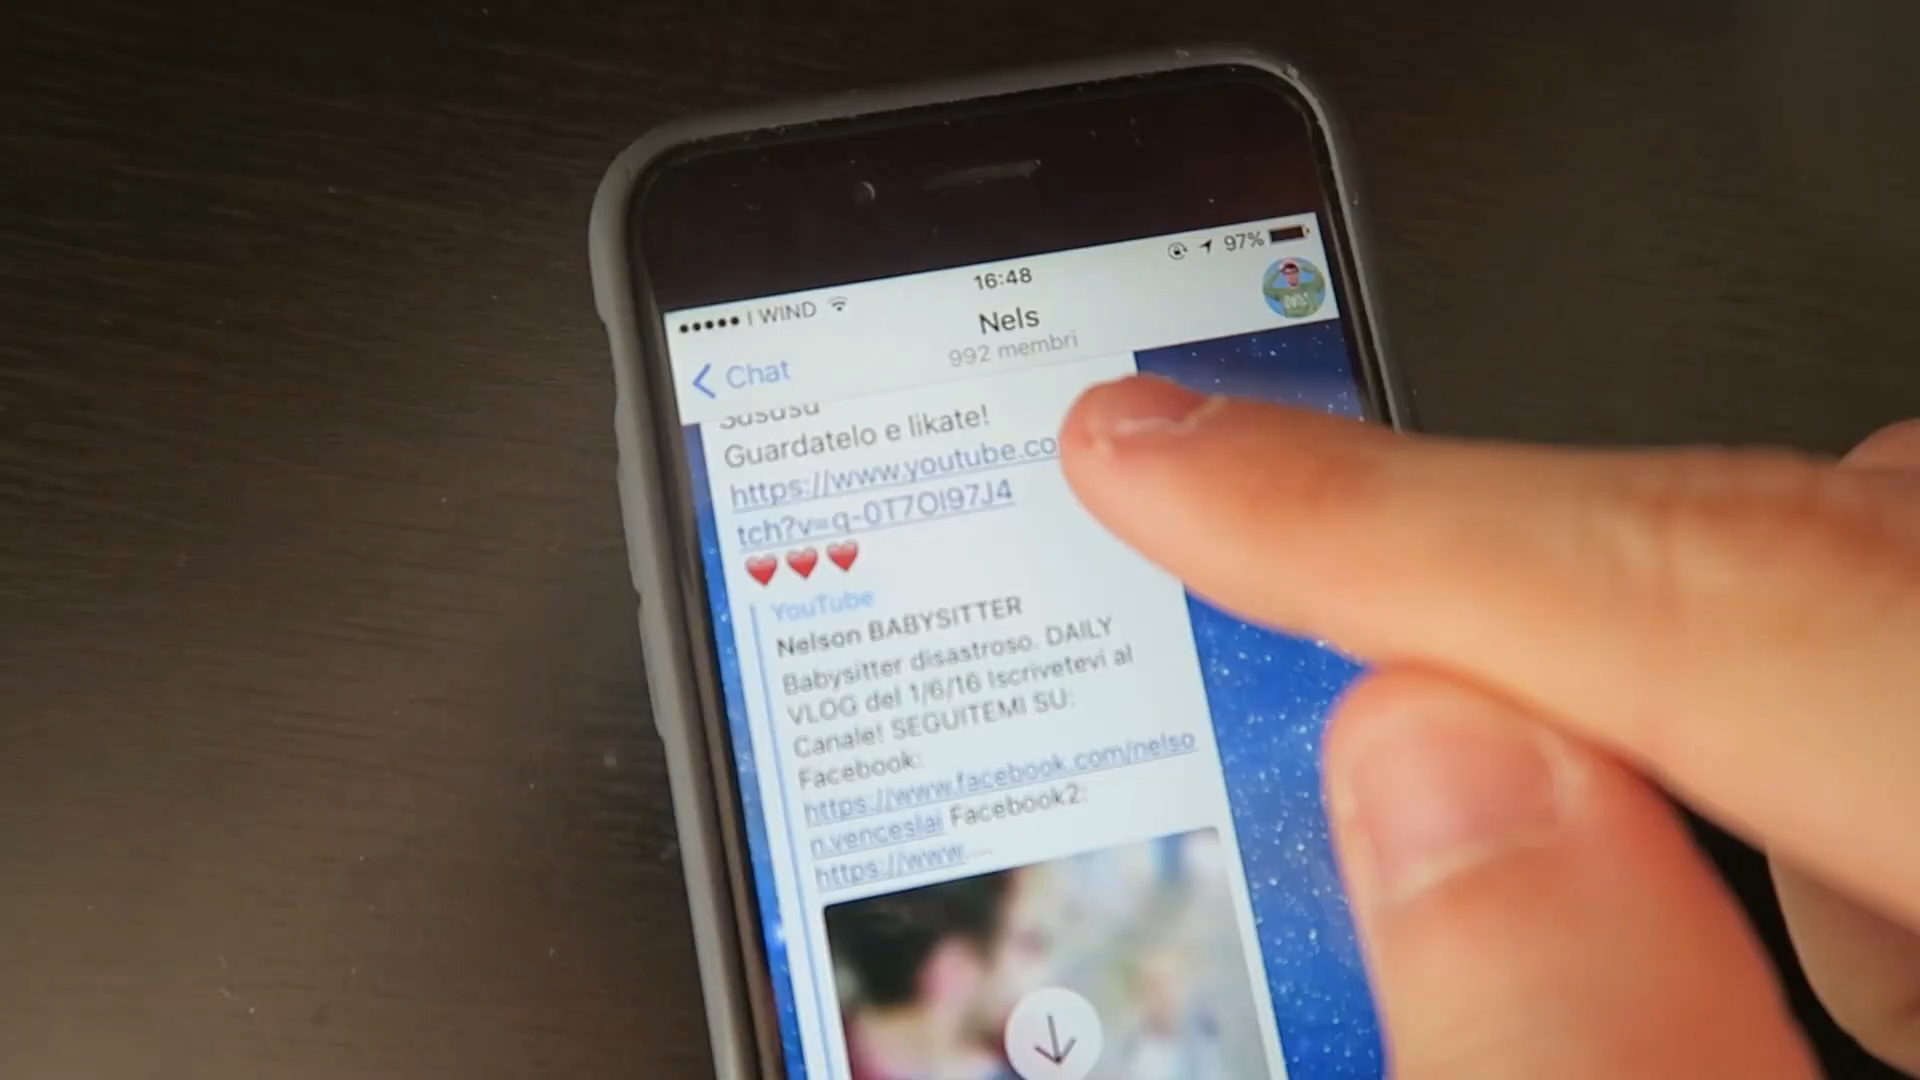 16:48
97%
WIND
Nels
992 membri
Chat
Guardatelo e likate!
https://www.youtube.co
tch?v=q-0T7OI97J4
YouTube
Nelson BABYSITTER
Babysitter disastroso. DAILY
VLOG del 1/6/16 Iscrivetevi al
Canale! SEGUITEMI SU:
Facebook:
https://www.facebook.com/nelso
n.venceslai Facebook2:
https://www....